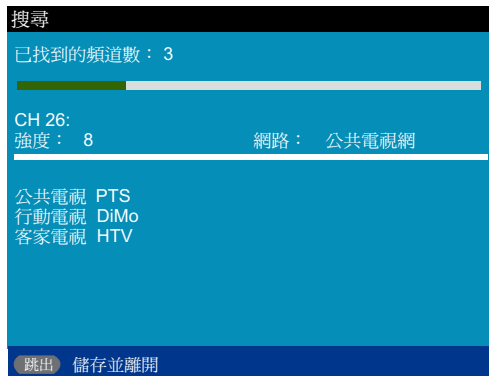 搜尋
已找到的頻道數： 3
CH 26:
強度： 8 網路： 公共電視網
公共電視 PTS
行動電視 DiMo
客家電視 HTV
跳出 儲存並離開